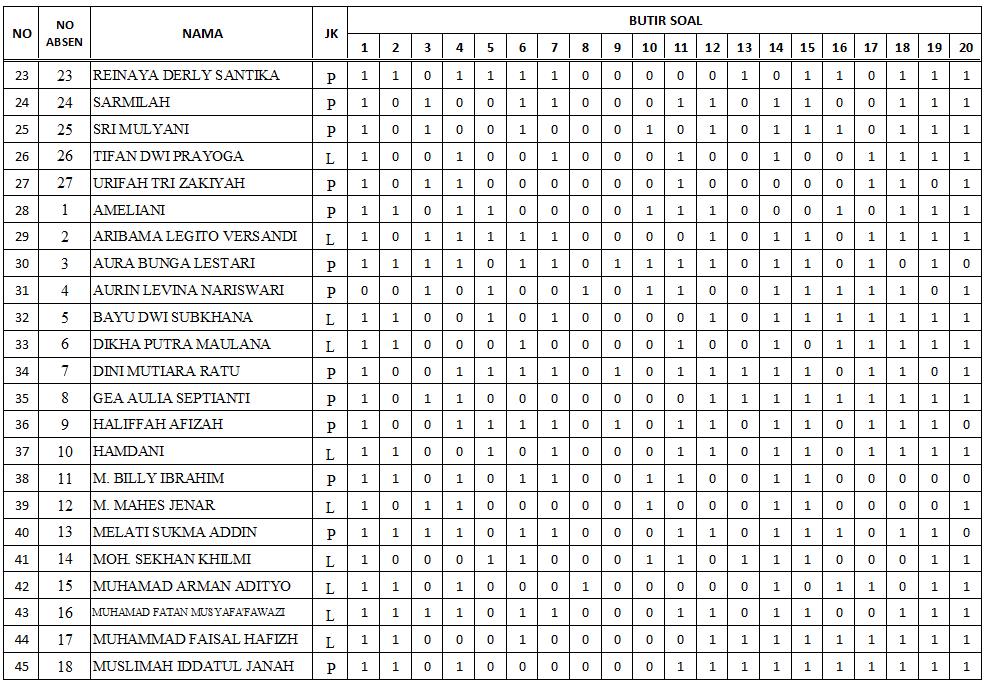 NO NO ABSEN NAMA JK BUTIR SOAL
1 2 3 4 5 6 7 8 9 10 11 12 13 14 15 16 17 18 19 20
23 23 REINAYA DERLY SANTIKA P 1 1 0 1 1 1 1 0 0 0 0 0 1 0 1 1 0 1 1 1
24 24 SARMILAH P 1 0 1 0 0 1 1 0 0 0 1 1 0 1 1 0 0 1 1 1
25 25 SRI MULYANI P 1 0 1 0 0 1 0 0 0 1 0 1 0 1 1 1 0 1 1 1
26 26 TIFAN DWI PRAYOGA L 1 0 0 1 0 0 1 0 0 0 1 0 0 1 0 0 1 1 1 1
27 27 URIFAH TRI ZAKIYAH P 1 0 1 1 0 0 0 0 0 0 1 0 0 0 0 0 1 1 0 1
28 1 AMELIANI P 1 1 0 1 1 0 0 0 0 1 1 1 0 0 0 1 0 1 1 1
29 2 ARIBAMA LEGITO VERSANDI L 1 0 1 1 1 1 1 0 0 0 0 1 0 1 1 0 1 1 1 1
30 3 AURA BUNGA LESTARI P 1 1 1 1 0 1 1 0 1 1 1 1 0 1 1 0 1 0 1 0
31 4 AURIN LEVINA NARISWARI P 0 0 1 0 1 0 0 1 0 1 1 0 0 1 1 1 1 1 0 1
32 5 BAYU DWI SUBKHANA L 1 1 0 0 1 0 1 0 0 0 0 1 0 1 1 1 1 1 1 1
33 6 DIKHA PUTRA MAULANA L 1 1 0 0 0 1 0 0 0 0 1 0 0 1 0 1 1 1 1 1
34 7 DINI MUTIARA RATU P 1 0 0 1 1 1 1 0 1 0 1 1 1 1 1 0 1 1 0 1
35 8 GEA AULIA SEPTIANTI P 1 0 1 1 0 0 0 0 0 0 0 1 1 1 1 1 1 1 1 1
36 9 HALIFFAH AFIZAH P 1 0 0 1 1 1 1 0 1 0 1 1 0 1 1 0 1 1 1 0
37 10 HAMDANI L 1 1 0 0 1 0 1 0 0 1 1 1 0 1 1 0 1 1 1 1
38 11 M. BILLY IBRAHIM P 1 1 0 1 0 1 1 0 0 1 1 0 0 1 1 0 0 0 0 0
39 12 M. MAHES JENAR L 1 0 1 1 0 0 0 0 0 1 0 0 0 1 1 0 0 0 0 1
40 13 MELATI SUKMA ADDIN P 1 1 1 1 0 1 1 0 0 0 1 1 0 1 1 1 0 1 1 0
41 14 MOH. SEKHAN KHILMI L 1 0 0 0 1 1 0 0 0 1 1 0 1 1 1 0 0 0 1 1
42 15 MUHAMAD ARMAN ADITYO L 1 1 0 1 0 0 0 1 0 0 0 0 0 1 0 1 1 0 1 1
43 16 MUHAMAD FATAN MUSYAFA'FAWAZI L 1 1 1 1 0 1 1 0 0 0 1 1 0 1 1 0 0 1 1 1
44 17 MUHAMMAD FAISAL HAFIZH L 1 1 0 0 0 1 1 0 0 0 0 1 1 1 1 1 1 1 1 1
45 18 MUSLIMAH IDDATUL JANAH P 1 1 0 1 0 0 0 0 0 0 1 1 1 1 1 1 1 1 1 1